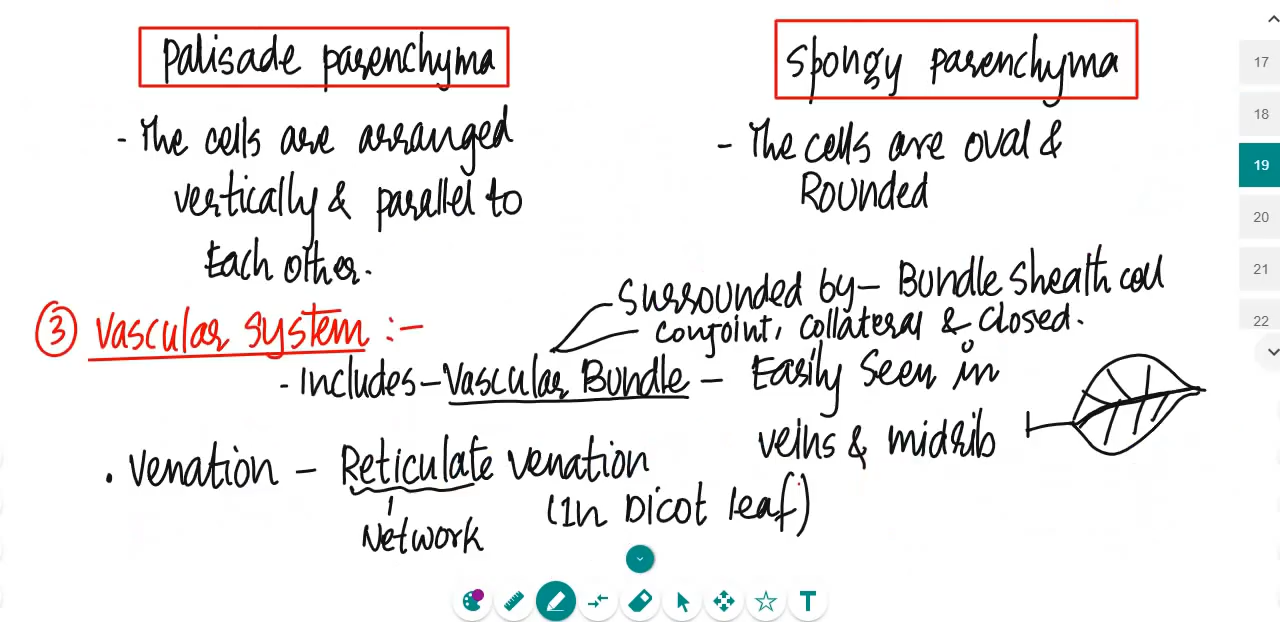 Palisade parenchyma
- The cells are arranged
vertically & parallel to
Each other.
Spongy parenchyma
- The cells are oval &
Rounded
Surrounded by - Bundle sheath cell
conjoint, collateral & closed.
③ Vascular system :-
- Includes - Vascular Bundle - Easily seen in
veins & midrib
. Venation - Reticulate venation
(In Dicot leaf)
Network
17
18
19
20
21
22
T